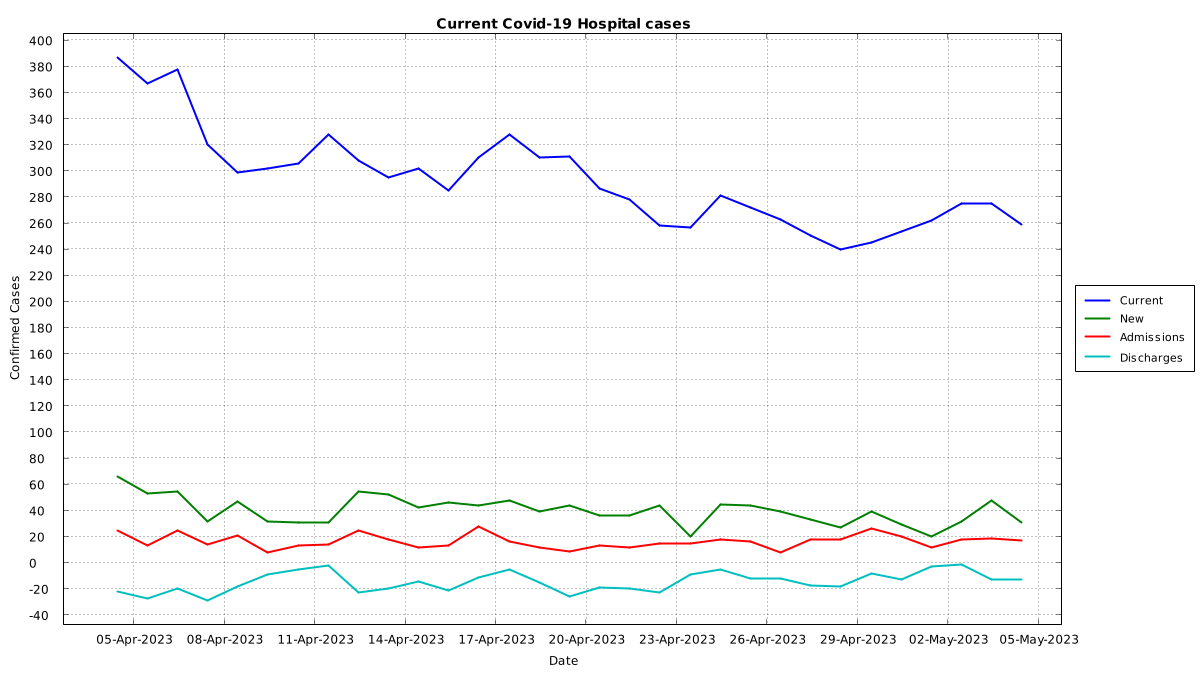 Current Covid-19 Hospital cases
400
380
360
340
320
300
280
260
240
220
200
180
160
140
120
100
80
60
40
20
0
-20
-40
Confirmed Cases
05-Apr-2023 08-Apr-2023 11-Apr-2023 14-Apr-2023 17-Apr-2023 20-Apr-2023 23-Apr-2023 26-Apr-2023 29-Apr-2023 02-May-2023 05-May-2023
Date
Current
New
Admissions
Discharges